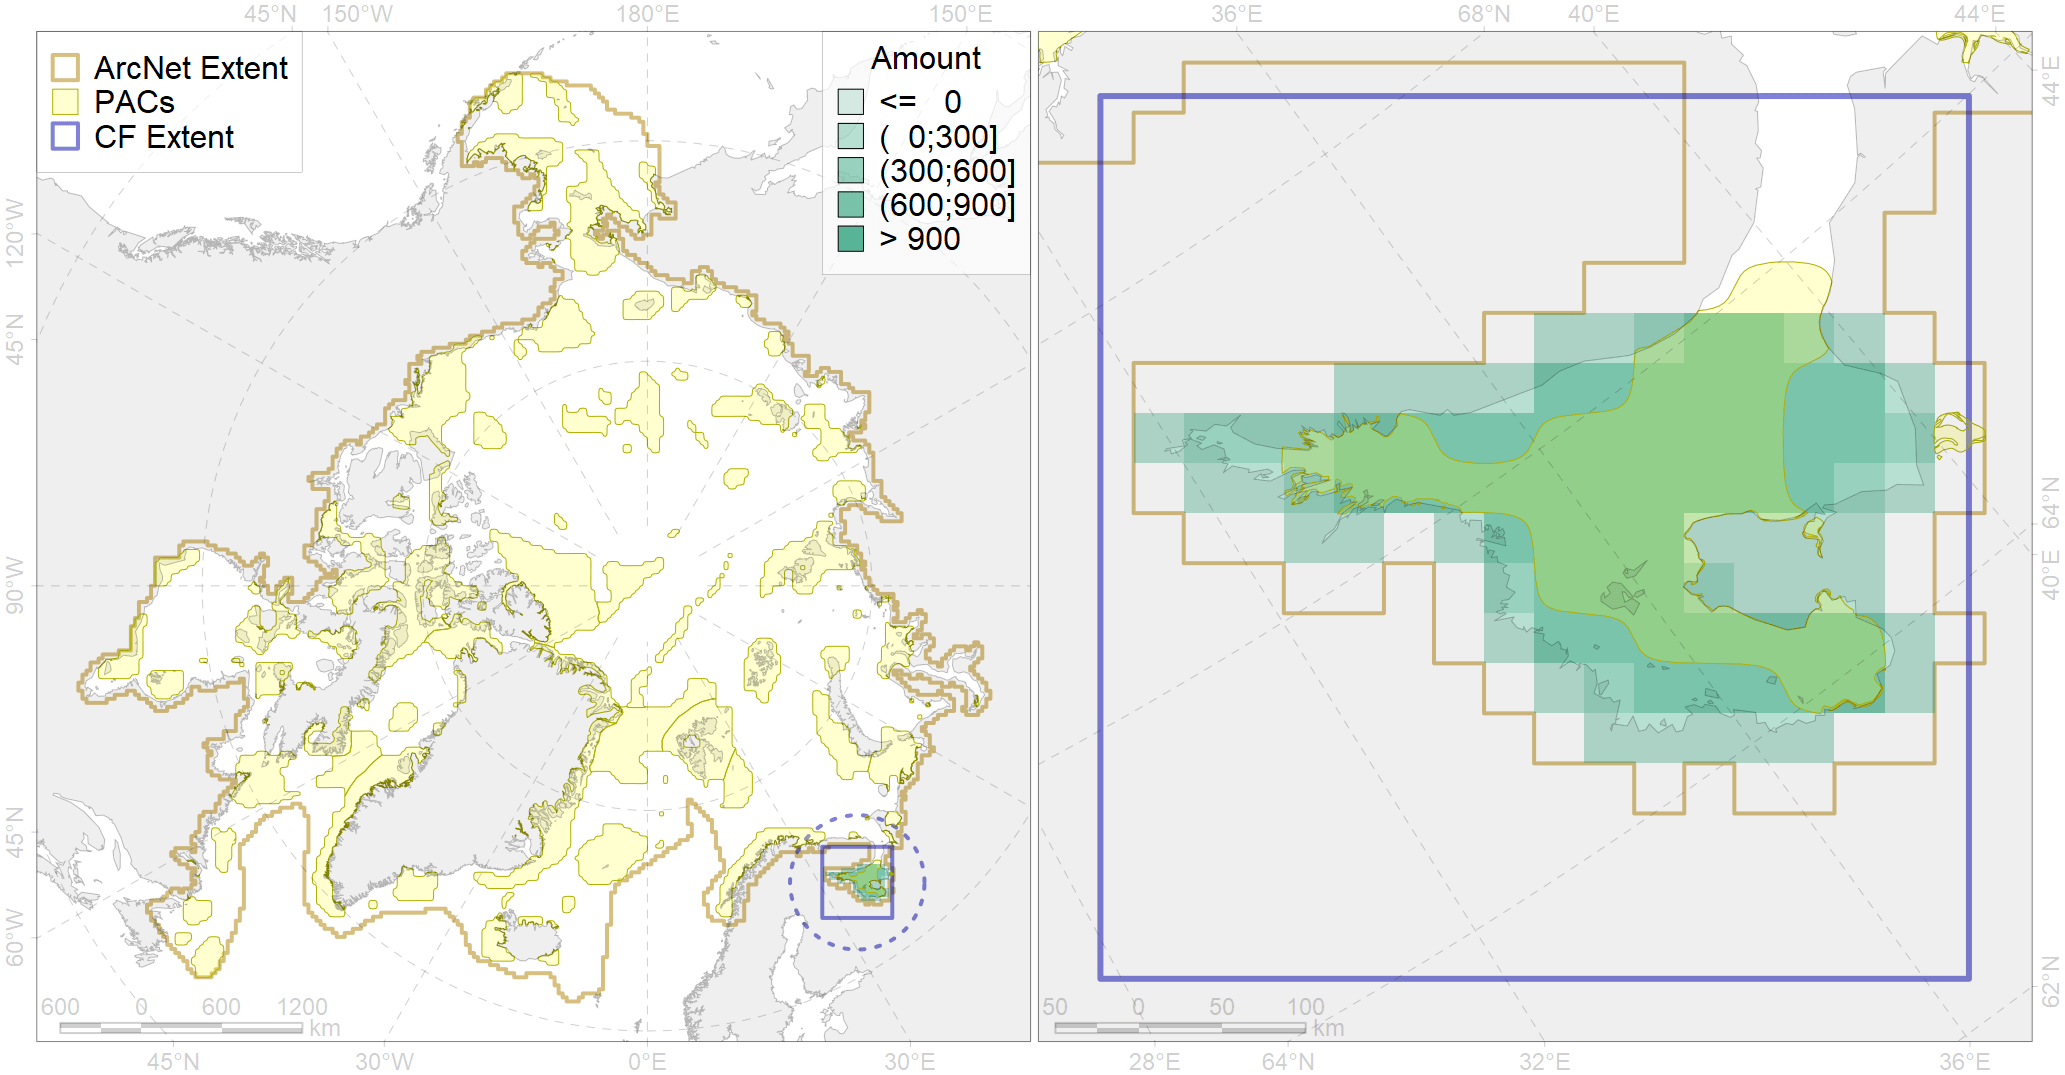 45°N 150°W 180°E 150°E 36°E 68°N 40°E 44°E
ArcNet Extent
PACs
CF Extent
Amount
<= 0
( 0;300]
(300;600]
(600;900]
> 900
120°W
45°N
90°W
45°N
60°W
44°E
64°N
40°E
62°N
600 0 600 1200
km
50 0 50 100
km
45°N 30°W 0°E 30°E 28°E 64°N 32°E 36°E